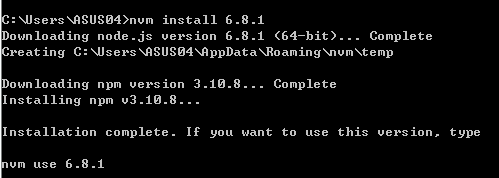 C:\Users\ASUS04>nvm install 6.8.1
Downloading node.js version 6.8.1 (64-bit)... Complete
Creating C:\Users\ASUS04\AppData\Roaming\nvm\temp
Downloading npm version 3.10.8... Complete
Installing npm v3.10.8...
Installation complete. If you want to use this version, type
nvm use 6.8.1